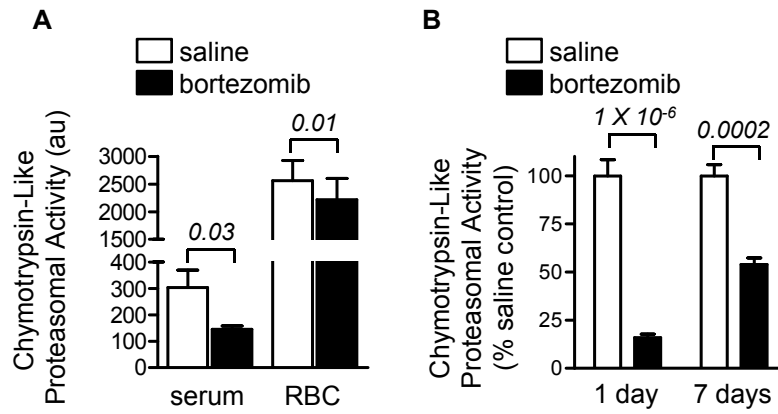 A
saline
bortezomib
Chymotrypsin-Like
Proteasomal Activity (au)
3000
2500
2000
1500
400
300
200
100
0
0.03
0.01
serum RBC
B
saline
bortezomib
Chymotrypsin-Like
Proteasomal Activity
(% saline control)
100
75
50
25
0
1 X 10⁻⁶
0.0002
1 day 7 days